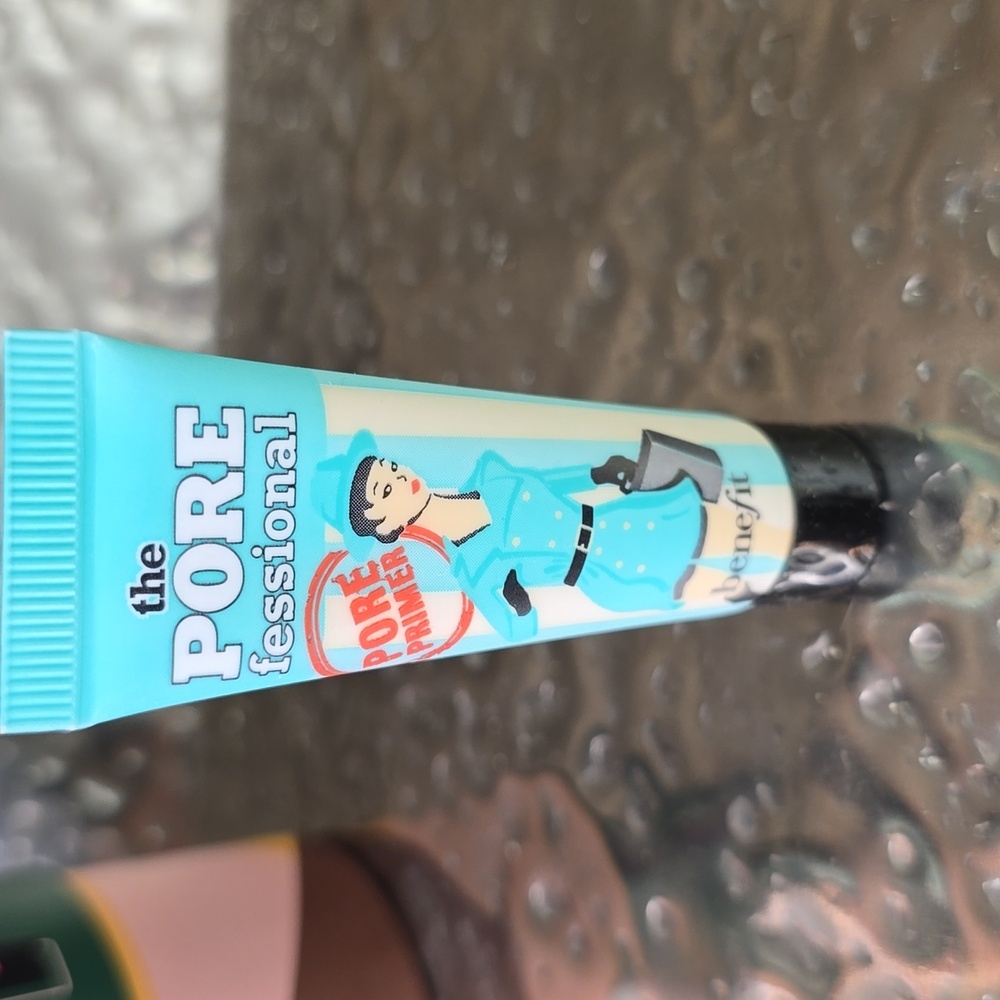 the
PORE
fessional
PORE
PRIMER
benefit